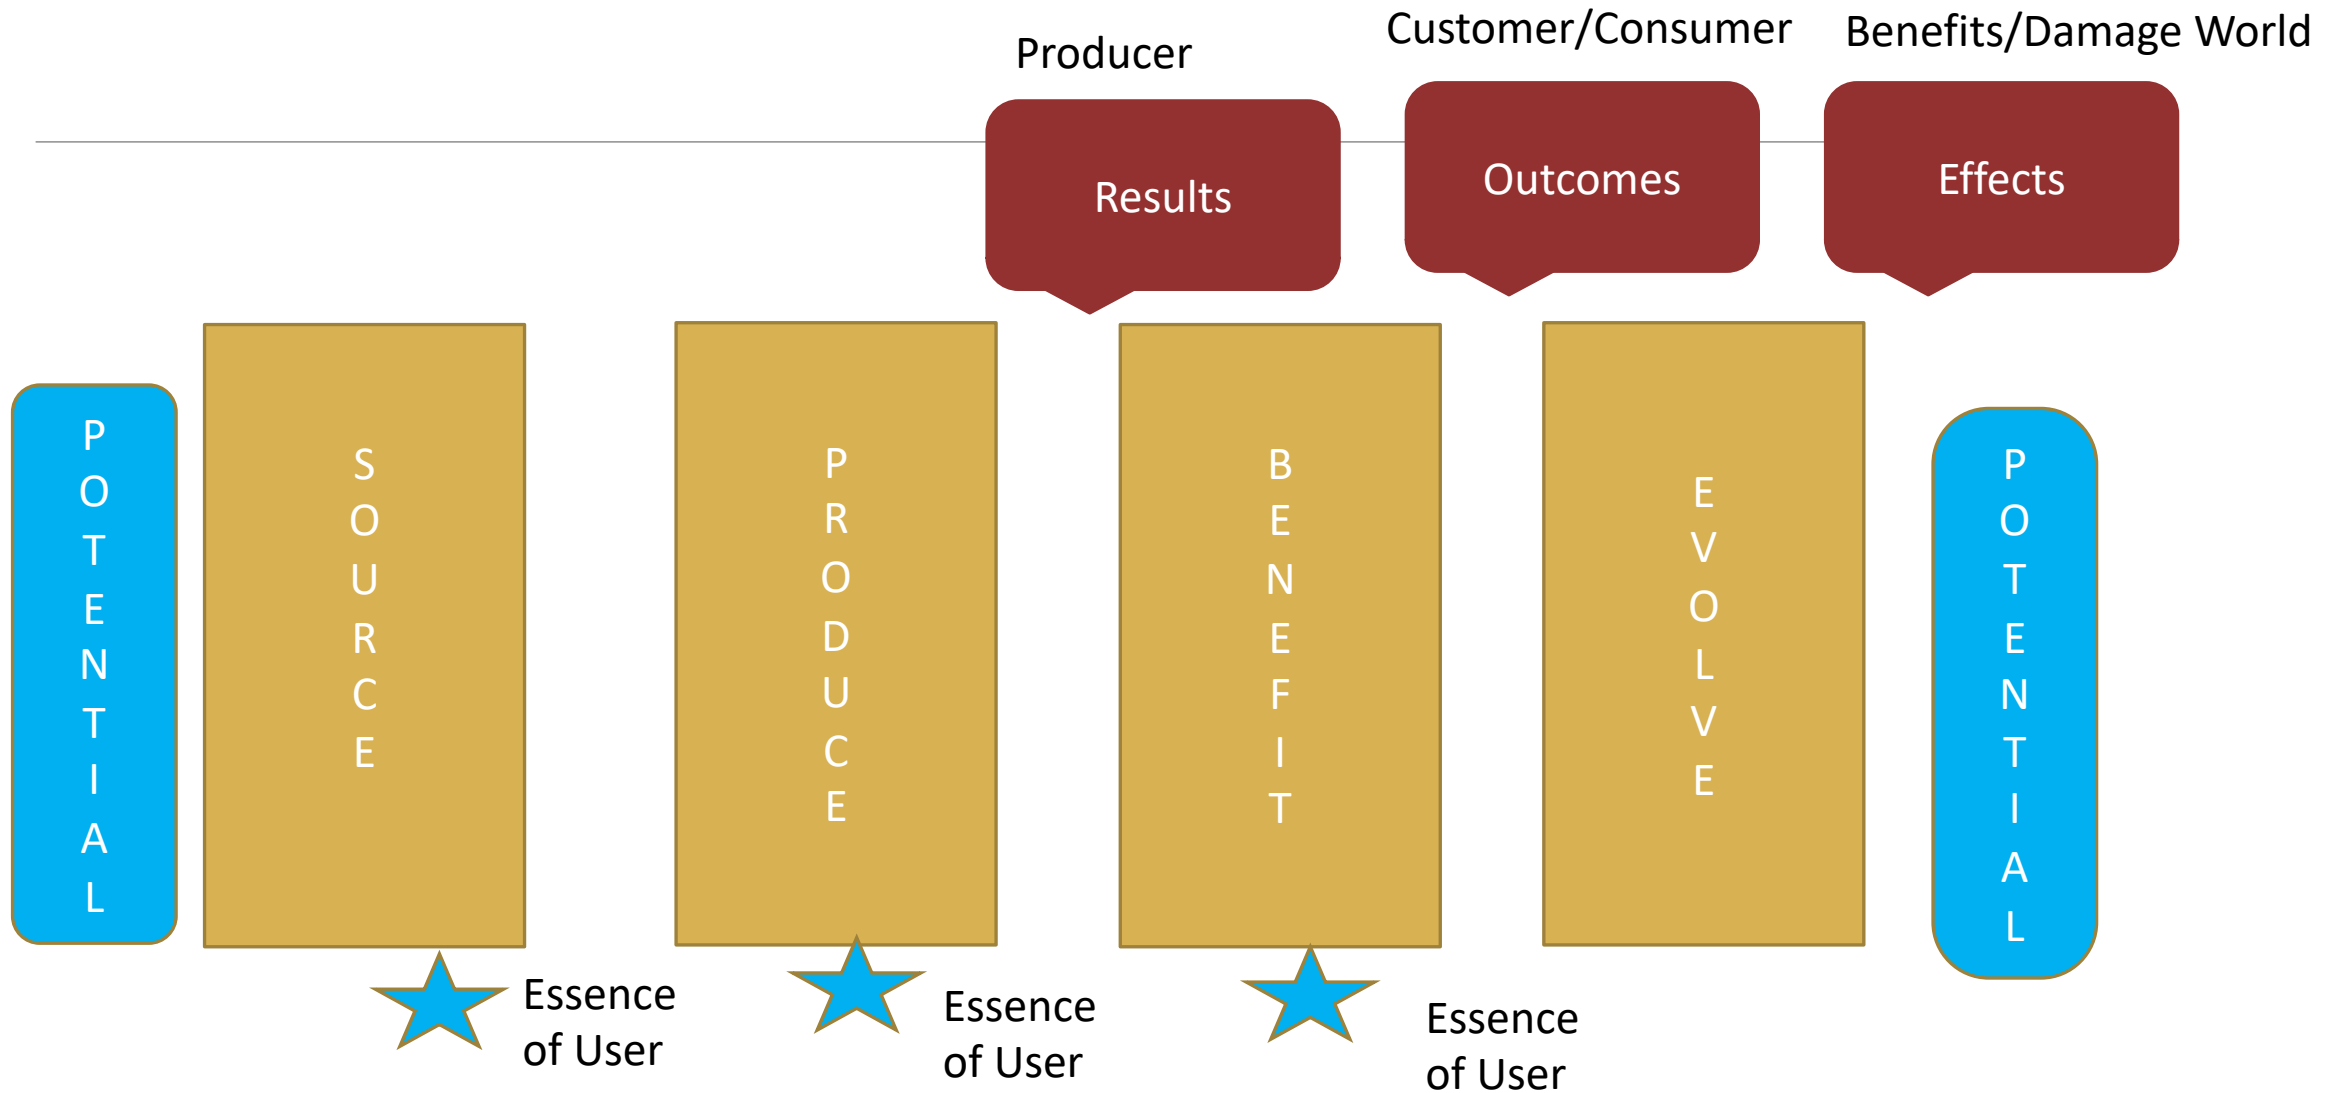 Producer
Customer/Consumer
Benefits/Damage World
Results
Outcomes
Effects
POTENTIAL
SOURCE
PRODUCE
BENEFIT
EVOLVE
POTENTIAL
Essence
of User
Essence
of User
Essence
of User